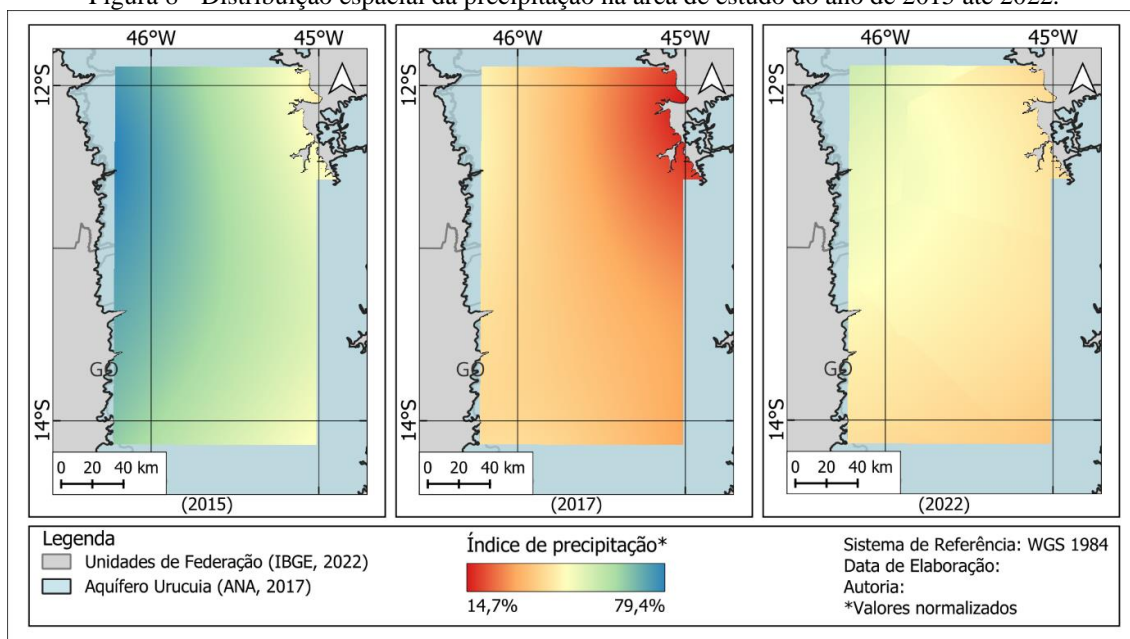 Figura 8 - Distribuição espacial da precipitação na área de estudo do ano de 2015 até 2022.
46°W 45°W
12°S
14°S
GO
0 20 40 km
(2015)
46°W 45°W
12°S
14°S
GO
0 20 40 km
(2017)
46°W 45°W
12°S
14°S
GO
0 20 40 km
(2022)
Legenda
Unidades de Federação (IBGE, 2022)
Aquífero Urucuia (ANA, 2017)
Índice de precipitação*
14,7% 79,4%
Sistema de Referência: WGS 1984
Data de Elaboração:
Autoria:
*Valores normalizados